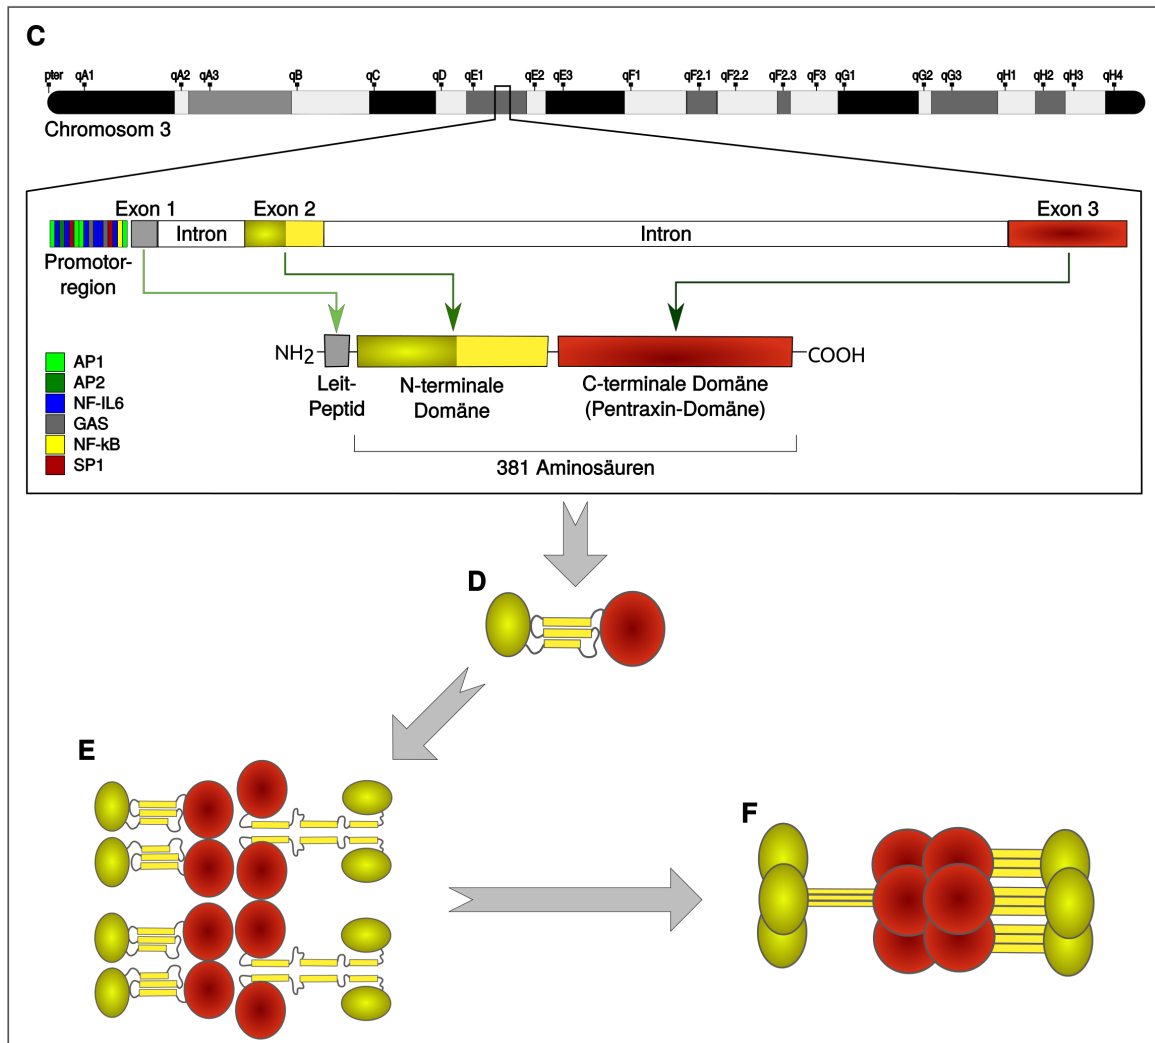 C
pter qA1 qA2 qA3 qB qC qD qE1 qE2 qE3 qF1 qF2.1 qF2.2 qF2.3 qF3 qG1 qG2 qG3 qH1 qH2 qH3 qH4
Chromosom 3
Exon 1 Exon 2 Exon 3
Intron Intron
Promotor-
region
NH2 COOH
AP1
AP2
NF-IL6
GAS
NF-kB
SP1
Leit-
Peptid
N-terminale
Domäne
C-terminale Domäne
(Pentraxin-Domäne)
381 Aminosäuren
D
E
F